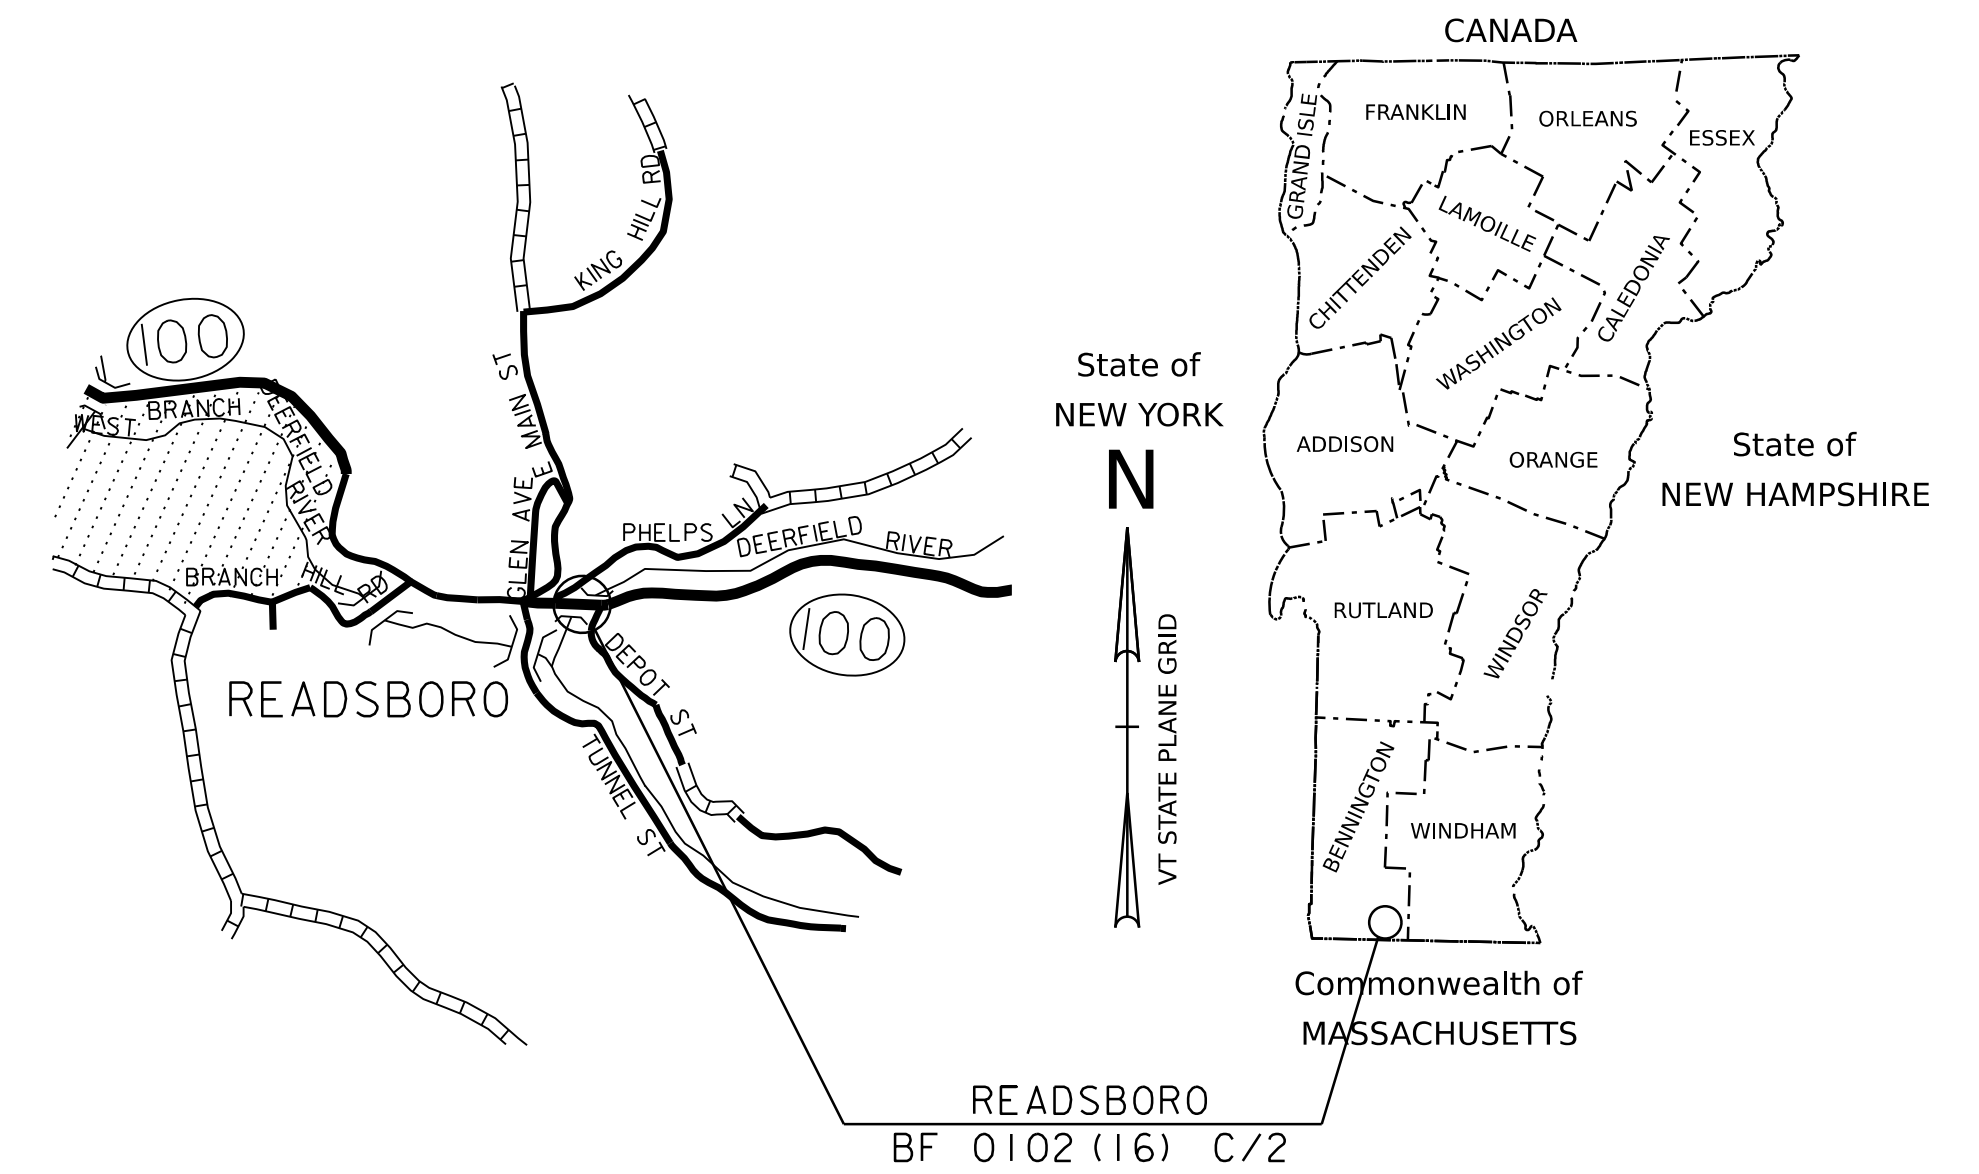 CANADA
FRANKLIN
ORLEANS
ESSEX
GRAND ISLE
LAMOILLE
CHITTENDEN
CALEDONIA
WASHINGTON
ADDISON
ORANGE
RUTLAND
WINDSOR
BENNINGTON
WINDHAM
State of
NEW YORK
State of
NEW HAMPSHIRE
Commonwealth of
MASSACHUSETTS
N
VT STATE PLANE GRID
KING HILL RD
100
WEST BRANCH DEERFIELD RIVER
E MAIN ST
GLEN AVE
PHELPS LN
DEERFIELD RIVER
BRANCH HILL RD
100
READSBORO
DEPOT ST
TUNNEL ST
READSBORO
BF 0102 (16) C/2